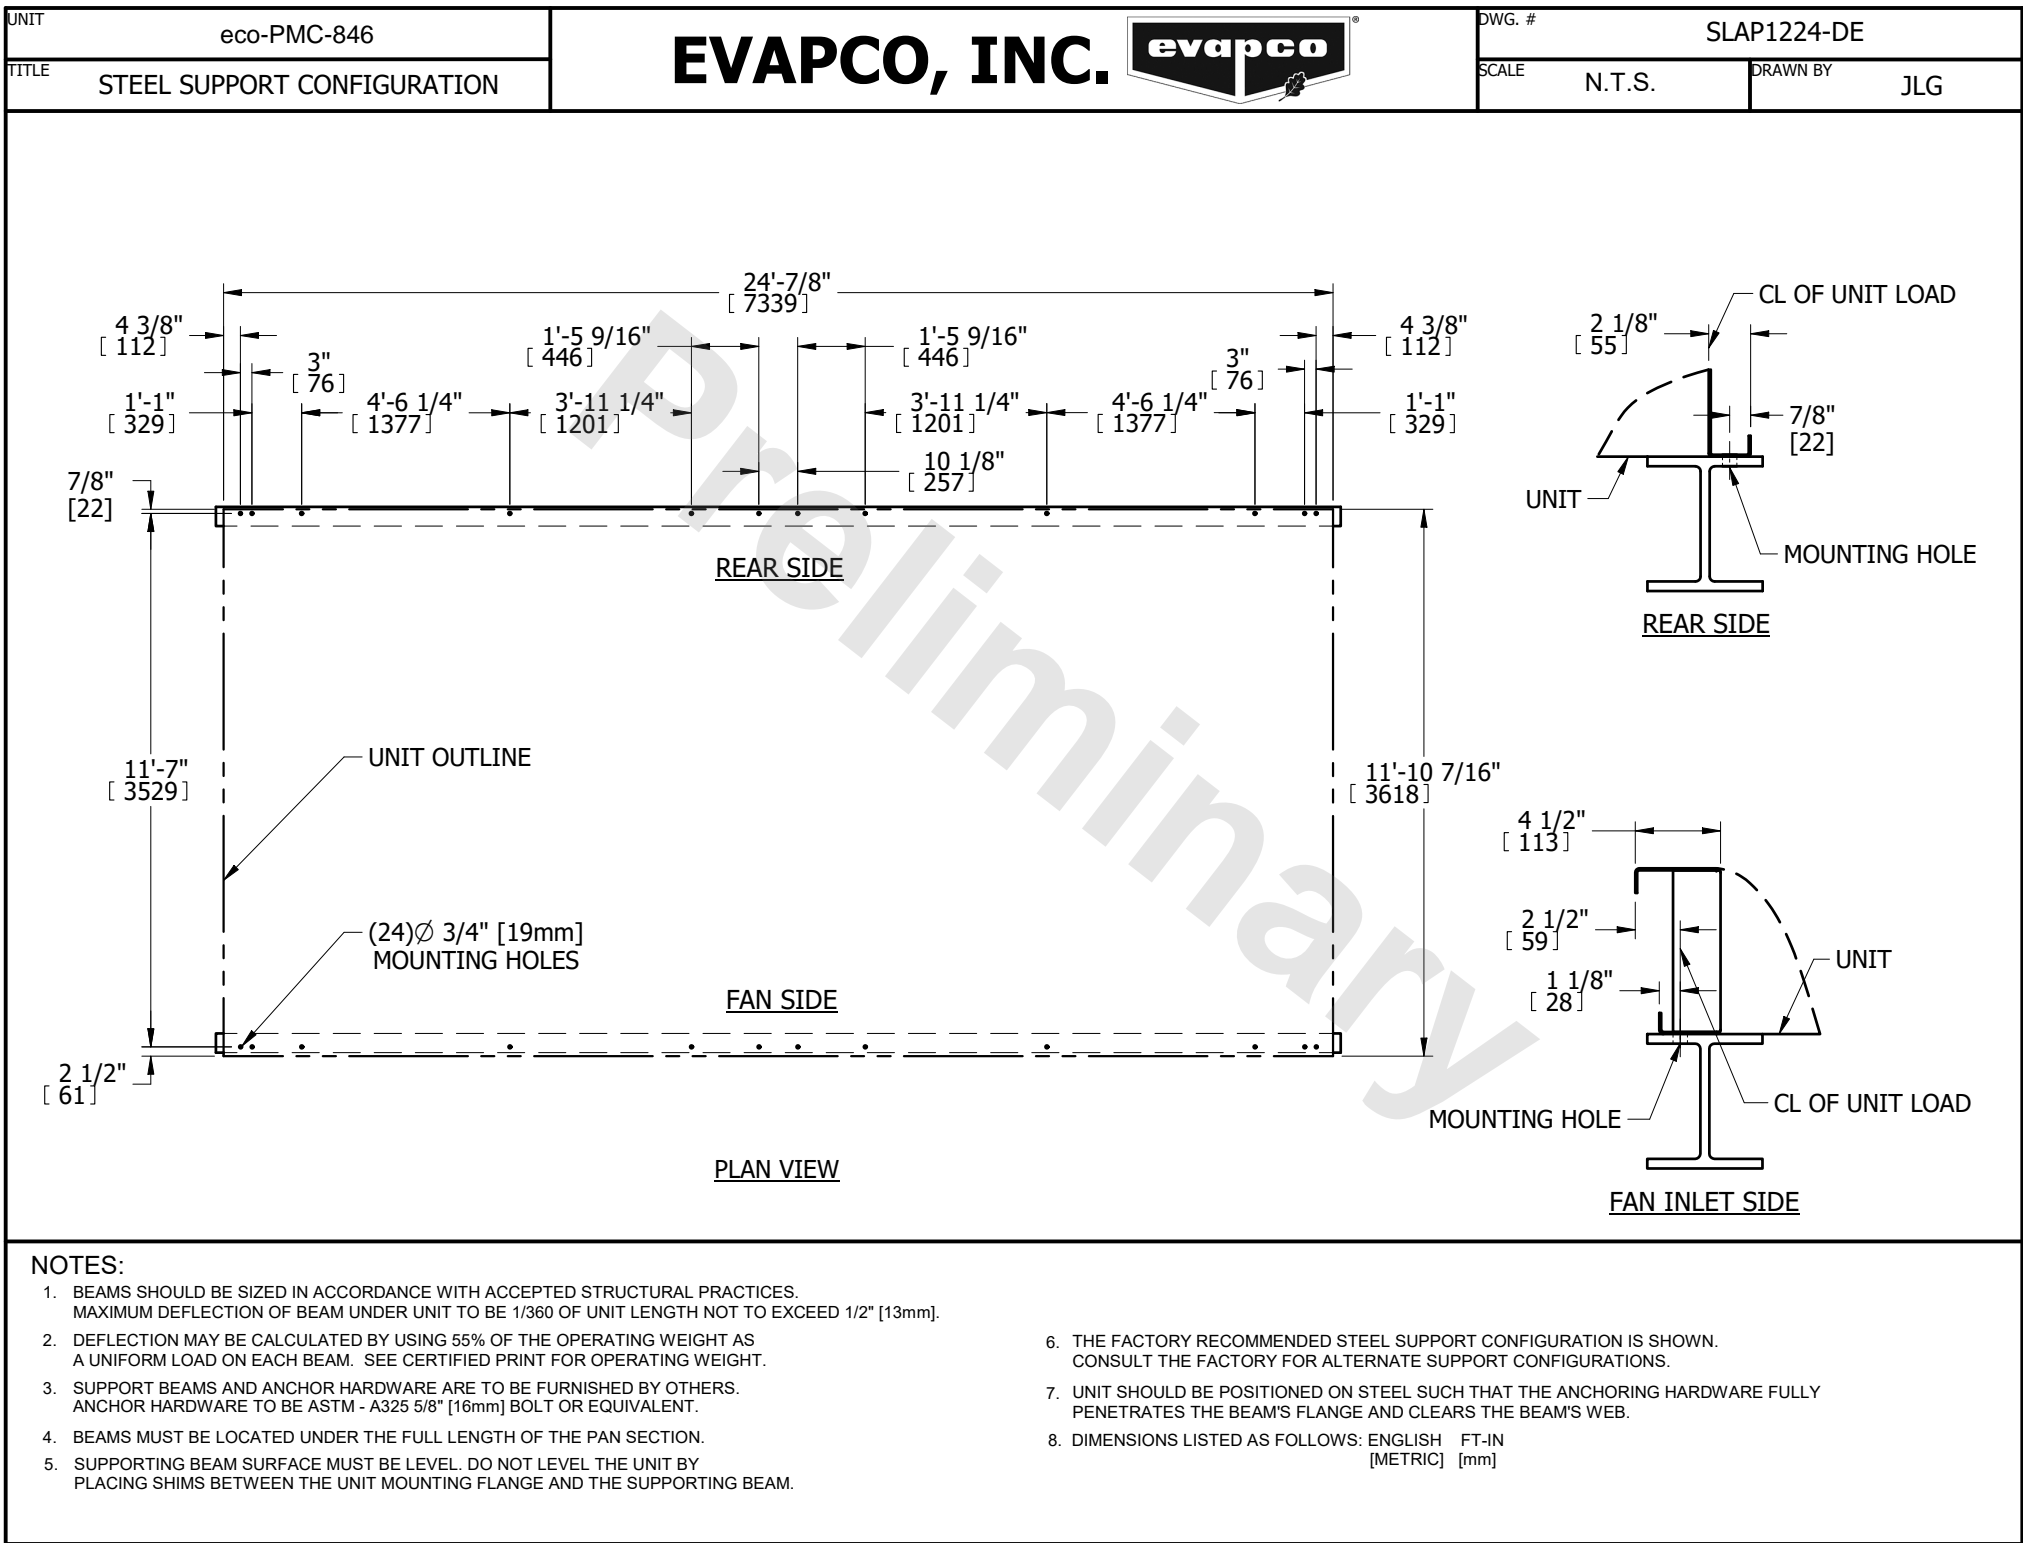 UNIT
eco-PMC-846
TITLE
STEEL SUPPORT CONFIGURATION
EVAPCO, INC.
evapco
®
DWG. #
SLAP1224-DE
SCALE
N.T.S.
DRAWN BY
JLG
24'-7/8"
[ 7339]
4 3/8"
[ 112]
3"
[ 76]
1'-5 9/16"
[ 446]
1'-5 9/16"
[ 446]
3"
[ 76]
4 3/8"
[ 112]
1'-1"
[ 329]
4'-6 1/4"
[ 1377]
3'-11 1/4"
[ 1201]
3'-11 1/4"
[ 1201]
4'-6 1/4"
[ 1377]
1'-1"
[ 329]
10 1/8"
[ 257]
7/8"
[22]
REAR SIDE
UNIT OUTLINE
11'-7"
[ 3529]
11'-10 7/16"
[ 3618]
(24)Ø 3/4" [19mm]
MOUNTING HOLES
FAN SIDE
2 1/2"
[ 61]
PLAN VIEW
Preliminary
CL OF UNIT LOAD
2 1/8"
[ 55]
7/8"
[22]
UNIT
MOUNTING HOLE
REAR SIDE
4 1/2"
[ 113]
2 1/2"
[ 59]
1 1/8"
[ 28]
UNIT
CL OF UNIT LOAD
MOUNTING HOLE
FAN INLET SIDE
NOTES:
1. BEAMS SHOULD BE SIZED IN ACCORDANCE WITH ACCEPTED STRUCTURAL PRACTICES.
MAXIMUM DEFLECTION OF BEAM UNDER UNIT TO BE 1/360 OF UNIT LENGTH NOT TO EXCEED 1/2" [13mm].
2. DEFLECTION MAY BE CALCULATED BY USING 55% OF THE OPERATING WEIGHT AS
A UNIFORM LOAD ON EACH BEAM. SEE CERTIFIED PRINT FOR OPERATING WEIGHT.
3. SUPPORT BEAMS AND ANCHOR HARDWARE ARE TO BE FURNISHED BY OTHERS.
ANCHOR HARDWARE TO BE ASTM - A325 5/8" [16mm] BOLT OR EQUIVALENT.
4. BEAMS MUST BE LOCATED UNDER THE FULL LENGTH OF THE PAN SECTION.
5. SUPPORTING BEAM SURFACE MUST BE LEVEL. DO NOT LEVEL THE UNIT BY
PLACING SHIMS BETWEEN THE UNIT MOUNTING FLANGE AND THE SUPPORTING BEAM.
6. THE FACTORY RECOMMENDED STEEL SUPPORT CONFIGURATION IS SHOWN.
CONSULT THE FACTORY FOR ALTERNATE SUPPORT CONFIGURATIONS.
7. UNIT SHOULD BE POSITIONED ON STEEL SUCH THAT THE ANCHORING HARDWARE FULLY
PENETRATES THE BEAM'S FLANGE AND CLEARS THE BEAM'S WEB.
8. DIMENSIONS LISTED AS FOLLOWS: ENGLISH FT-IN
[METRIC] [mm]